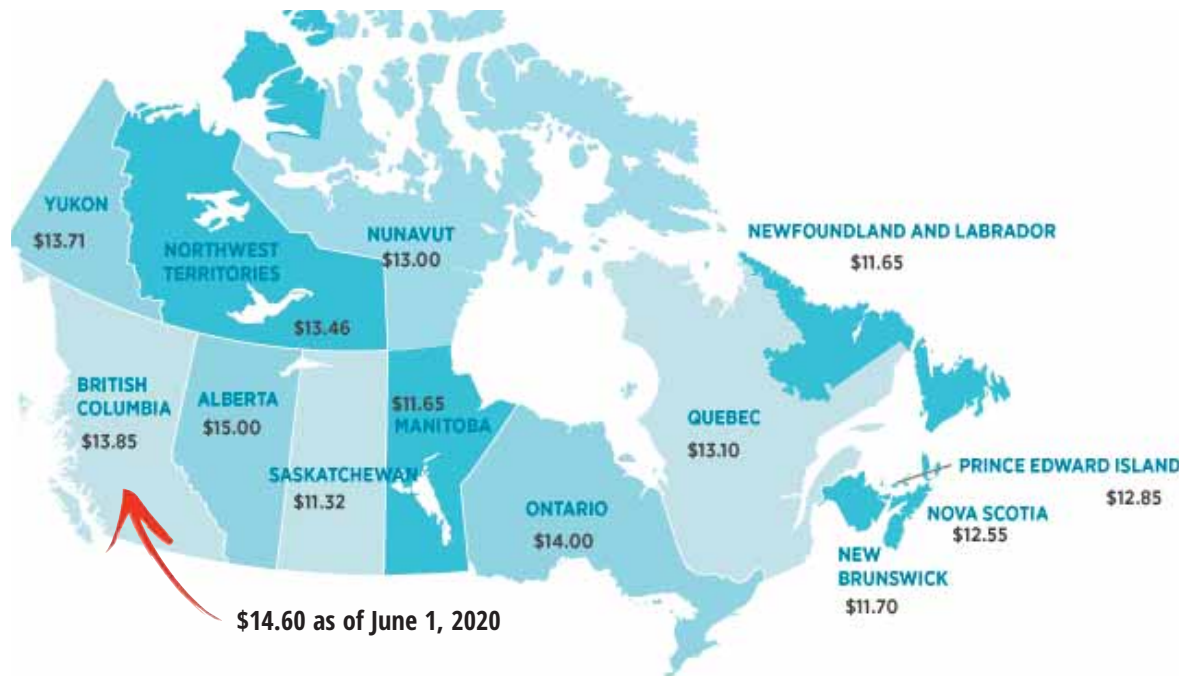 YUKON
$13.71
NORTHWEST
TERRITORIES
$13.46
NUNAVUT
$13.00
NEWFOUNDLAND AND LABRADOR
$11.65
BRITISH
COLUMBIA
$13.85
ALBERTA
$15.00
SASKATCHEWAN
$11.32
$11.65
MANITOBA
ONTARIO
$14.00
QUEBEC
$13.10
PRINCE EDWARD ISLAND
$12.85
NOVA SCOTIA
$12.55
NEW
BRUNSWICK
$11.70
$14.60 as of June 1, 2020